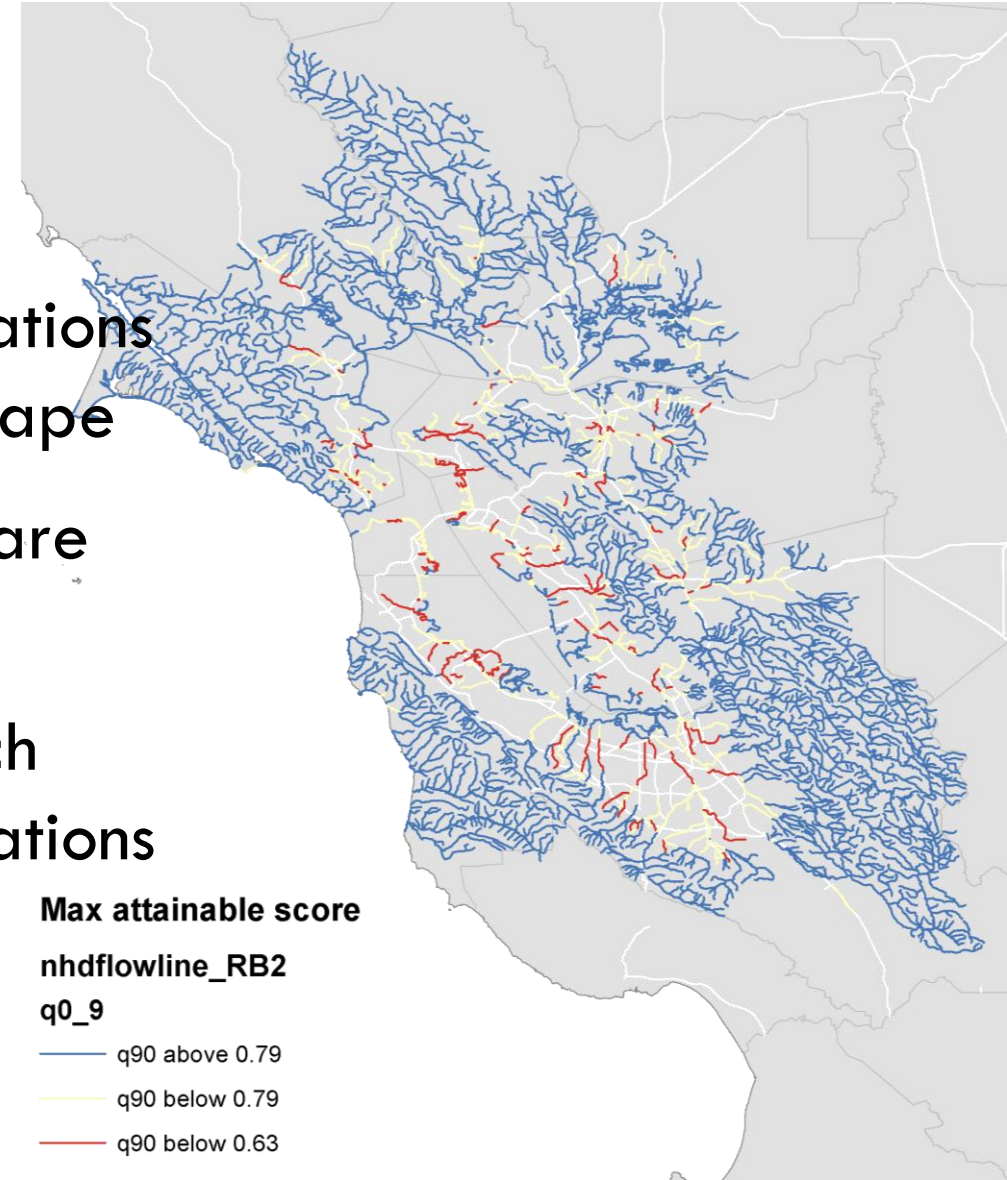 ations
ape
are
ch
ations
Max attainable score
nhdflowline_RB2
q0_9
q90 above 0.79
q90 below 0.79
q90 below 0.63